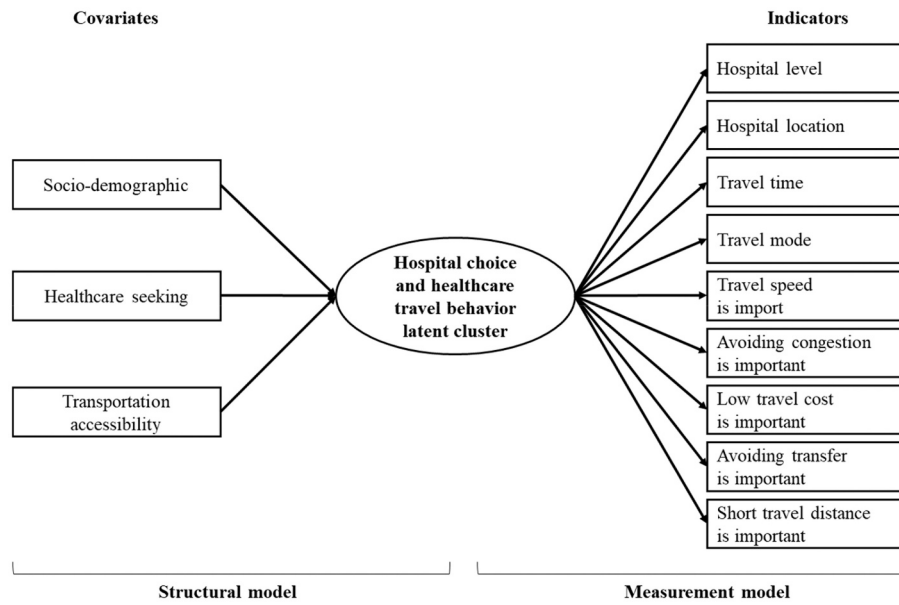 Covariates
Indicators
Socio-demographic
Healthcare seeking
Transportation
accessibility
Hospital choice
and healthcare
travel behavior
latent cluster
Hospital level
Hospital location
Travel time
Travel mode
Travel speed
is import
Avoiding congestion
is important
Low travel cost
is important
Avoiding transfer
is important
Short travel distance
is important
Structural model
Measurement model